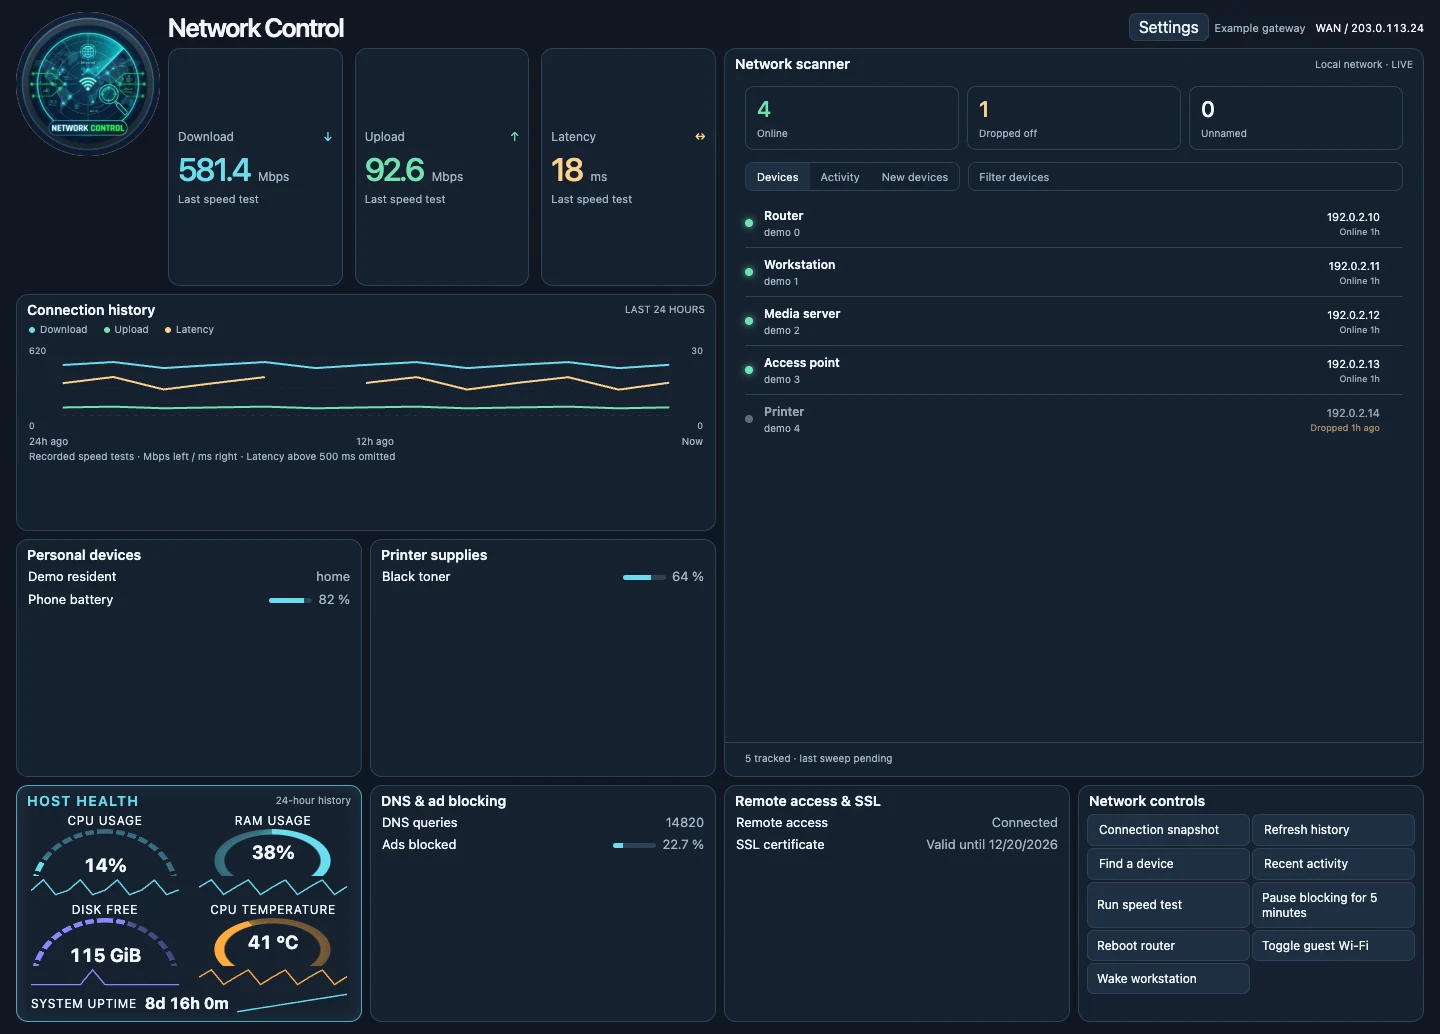 NETWORK CONTROL
Network Control
Settings
Example gateway
WAN / 203.0.113.24
Download
581.4 Mbps
Last speed test
Upload
92.6 Mbps
Last speed test
Latency
18 ms
Last speed test
Network scanner
Local network · LIVE
4
Online
1
Dropped off
0
Unnamed
Devices
Activity
New devices
Filter devices
Router
192.0.2.10
demo 0
Online 1h
Workstation
192.0.2.11
demo 1
Online 1h
Media server
192.0.2.12
demo 2
Online 1h
Access point
192.0.2.13
demo 3
Online 1h
Printer
192.0.2.14
demo 4
Dropped 1h ago
5 tracked · last sweep pending
Connection history
LAST 24 HOURS
Download
Upload
Latency
620
30
0
0
24h ago
12h ago
Now
Recorded speed tests · Mbps left / ms right · Latency above 500 ms omitted
Personal devices
Demo resident
home
Phone battery
82 %
Printer supplies
Black toner
64 %
HOST HEALTH
24-hour history
CPU USAGE
14%
RAM USAGE
38%
DISK FREE
115 GiB
CPU TEMPERATURE
41 °C
SYSTEM UPTIME 8d 16h 0m
DNS & ad blocking
DNS queries
14820
Ads blocked
22.7 %
Remote access & SSL
Remote access
Connected
SSL certificate
Valid until 12/20/2026
Network controls
Connection snapshot
Refresh history
Find a device
Recent activity
Run speed test
Pause blocking for 5
minutes
Reboot router
Toggle guest Wi-Fi
Wake workstation